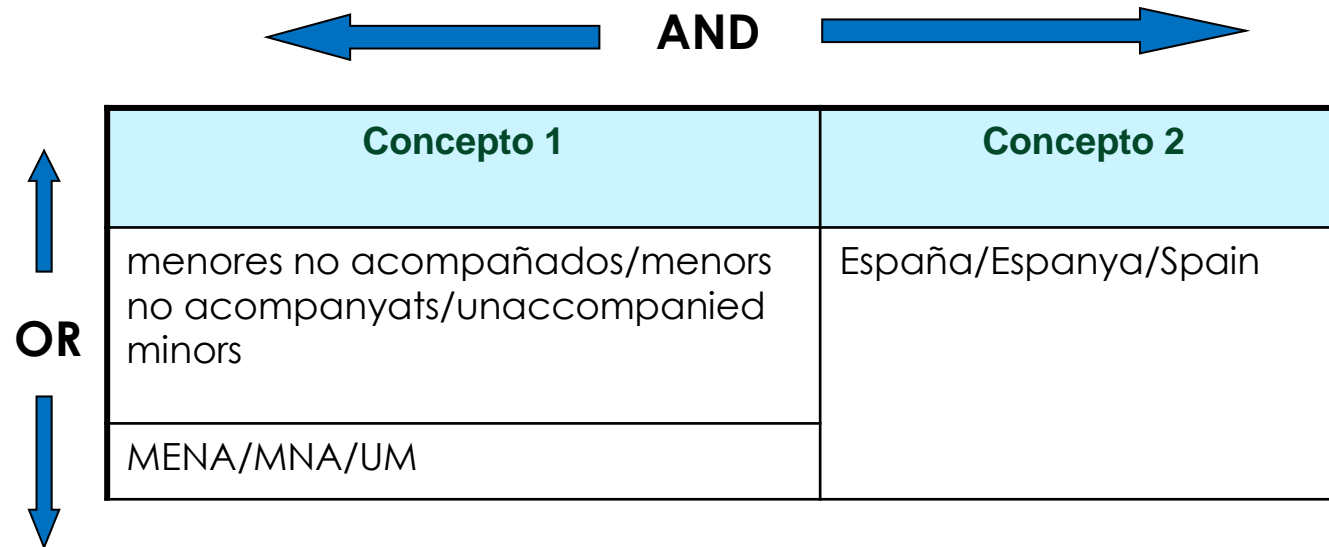 AND
Concepto 1
Concepto 2
OR
menores no acompañados/menors
no acompanyats/unaccompanied
minors
España/Espanya/Spain
MENA/MNA/UM